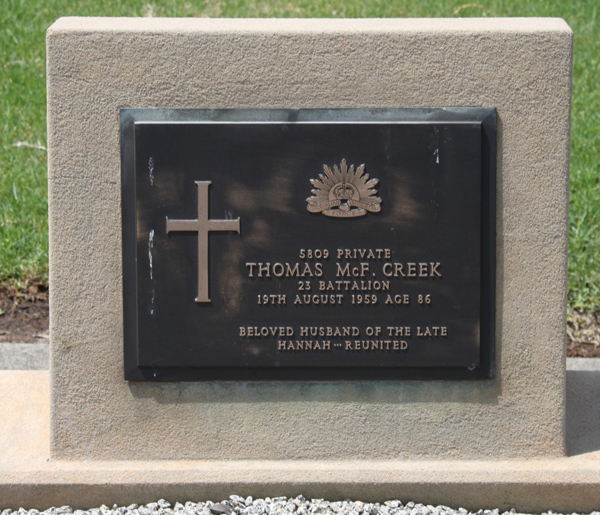 5809 PRIVATE
THOMAS McF. CREEK
23 BATTALION
19TH AUGUST 1959 AGE 86
BELOVED HUSBAND OF THE LATE
HANNAH ··· REUNITED